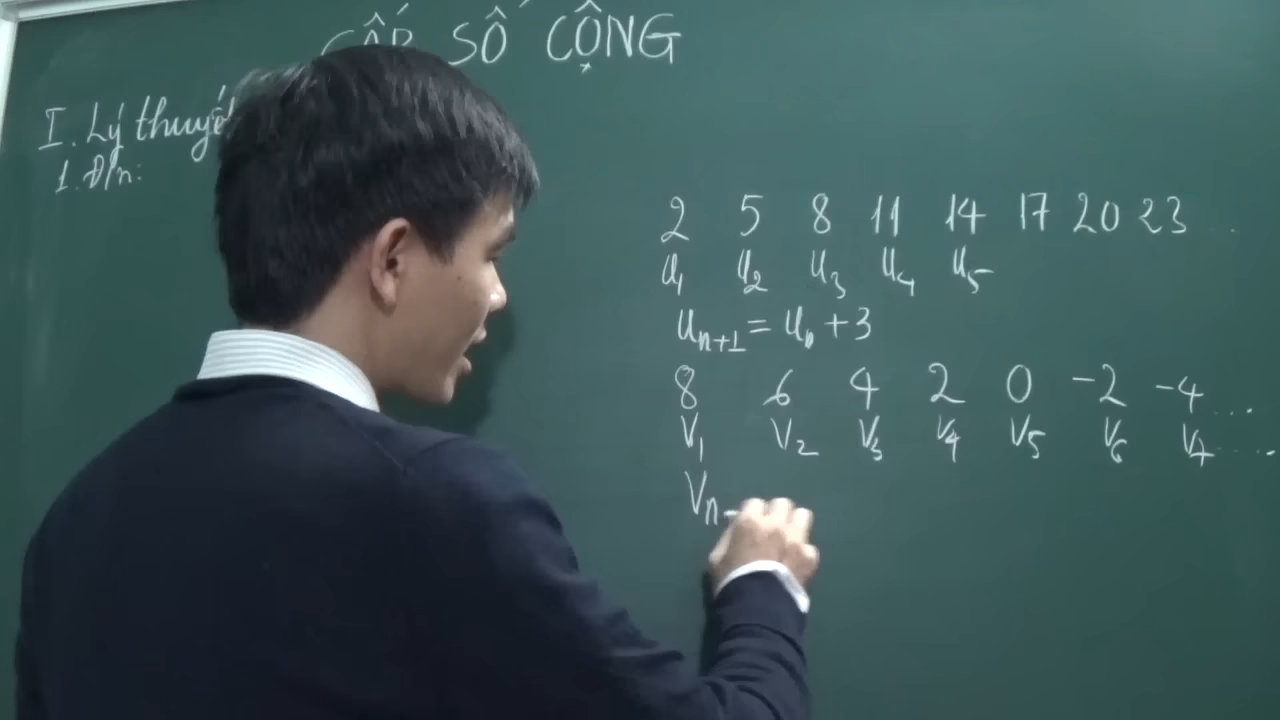 CẤP SỐ CỘNG
I. Lý thuyết
1. Đ/n:
2 5 8 11 14 17 20 23 ...
u₁ u₂ u₃ u₄ u₅
uₙ₊₁ = uₙ + 3
8 6 4 2 0 -2 -4 ...
V₁ V₂ V₃ V₄ V₅ V₆ V₇ ....
Vₙ